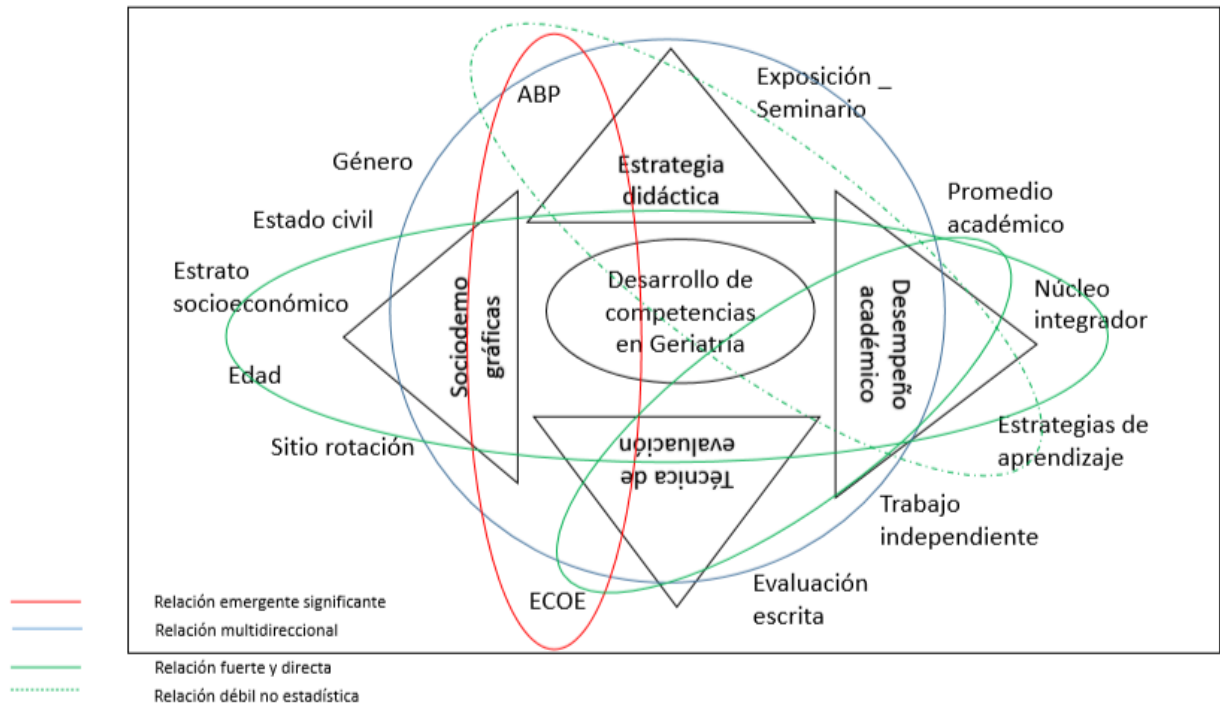 ABP
Exposición _
Seminario
Género
Estrategia
didáctica
Estado civil
Promedio
académico
Estrato
socioeconómico
Sociodemo
gráficas
Desarrollo de
competencias
en Geriatría
Desempeño
académico
Núcleo
integrador
Edad
Sitio rotación
Técnica de
evaluación
Estrategias de
aprendizaje
Trabajo
independiente
ECOE
Evaluación
escrita
Relación emergente significante
Relación multidireccional
Relación fuerte y directa
Relación débil no estadística